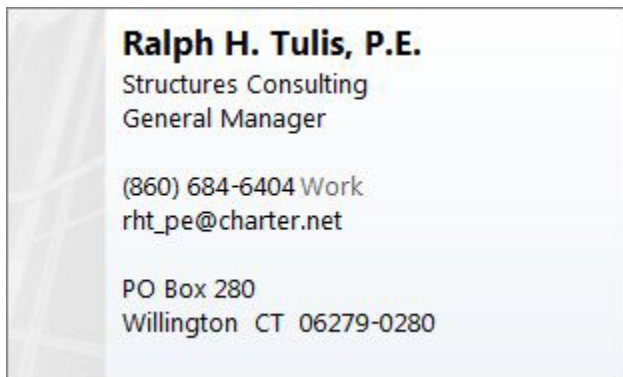 Ralph H. Tulis, P.E.
Structures Consulting
General Manager
(860) 684-6404 Work
rht_pe@charter.net
PO Box 280
Willington CT 06279-0280